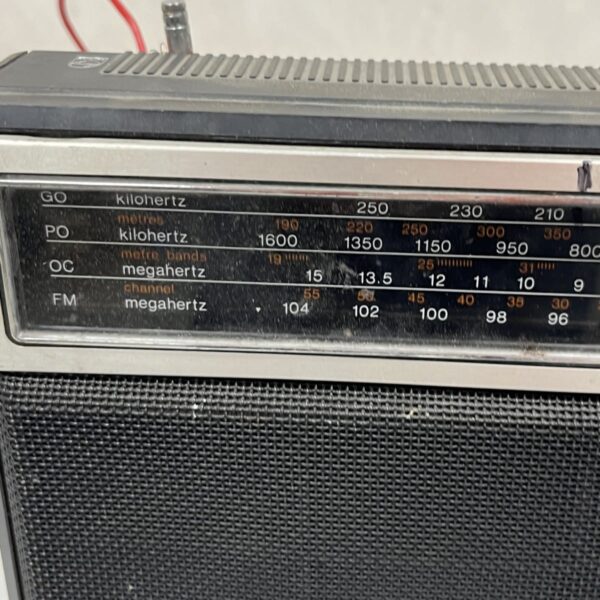 GO kilohertz 250 230 210
metres 190 220 250 300 350
PO kilohertz 1600 1350 1150 950 800
metre bands 19 25 31
OC megahertz 15 13.5 12 11 10 9
channel 55 50 45 40 35 30
FM megahertz 104 102 100 98 96